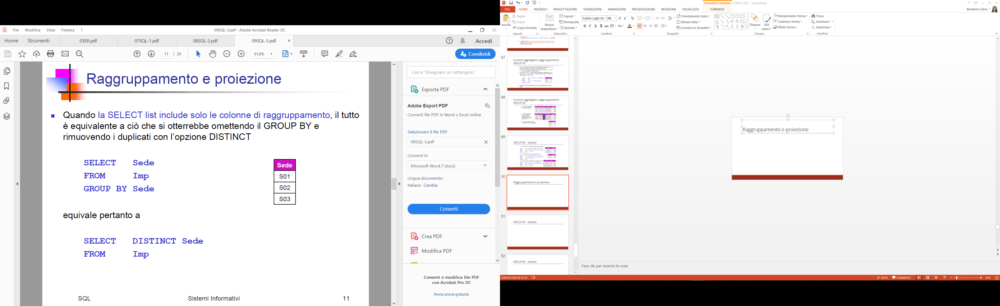 File Modifica Vista Finestra ?
09SQL-3.pdf - Adobe Acrobat Reader DC
Home Strumenti 03ER.pdf 07SQL-1.pdf 08SQL-2.pdf 09SQL-3.pdf × Accedi
11 / 20 91,8% Condividi
Raggruppamento e proiezione
Quando la SELECT list include solo le colonne di raggruppamento, il tutto
è equivalente a ciò che si otterrebbe omettendo il GROUP BY e
rimuovendo i duplicati con l'opzione DISTINCT
SELECT Sede
FROM Imp
GROUP BY Sede
Sede
S01
S02
S03
equivale pertanto a
SELECT DISTINCT Sede
FROM Imp
SQL Sistemi Informativi 11
Cerca 'Disegnare un rettangolo'
Esporta PDF
Adobe Export PDF
Converti file PDF in Word o Excel online
Selezionare il file PDF
09SQL-3.pdf
Converti in
Microsoft Word (*.docx)
Lingua documento:
Italiano Cambia
Converti
Crea PDF
Modifica PDF
Converti e modifica file PDF
con Acrobat Pro DC
Avvia prova gratuita
STRUMENTI DISEGNO CORSO SQL - PowerPoint
FILE HOME INSERISCI PROGETTAZIONE TRANSIZIONI ANIMAZIONI PRESENTAZIONE REVISIONE VISUALIZZA FORMATO Bonanno Daria
Incolla
Taglia
Copia
Copia formato
Appunti
Nuova
diapositiva
Layout
Reimposta
Sezione
Diapositive
Calibri Light (In 48
G C S S abc AV Aa A
Carattere
Orientamento testo
Allinea testo
Converti in SmartArt
Paragrafo
Disponi
Stili
veloci
Riempimento forma
Contorno forma
Effetti forma
Disegno
Trova
Sostituisci
Seleziona
Modifica
87
Funzioni aggregate e raggruppamento:
GROUP BY
88
Funzioni aggregate e raggruppamento:
GROUP BY
89
GROUP BY : esempi
90
Raggruppamento e proiezione
91
GROUP BY : esempi
92
GROUP BY : esempi
Raggruppamento e proiezione
Fare clic per inserire le note
DIAPOSITIVA 90 DI 97 NOTE COMMENTI 33%